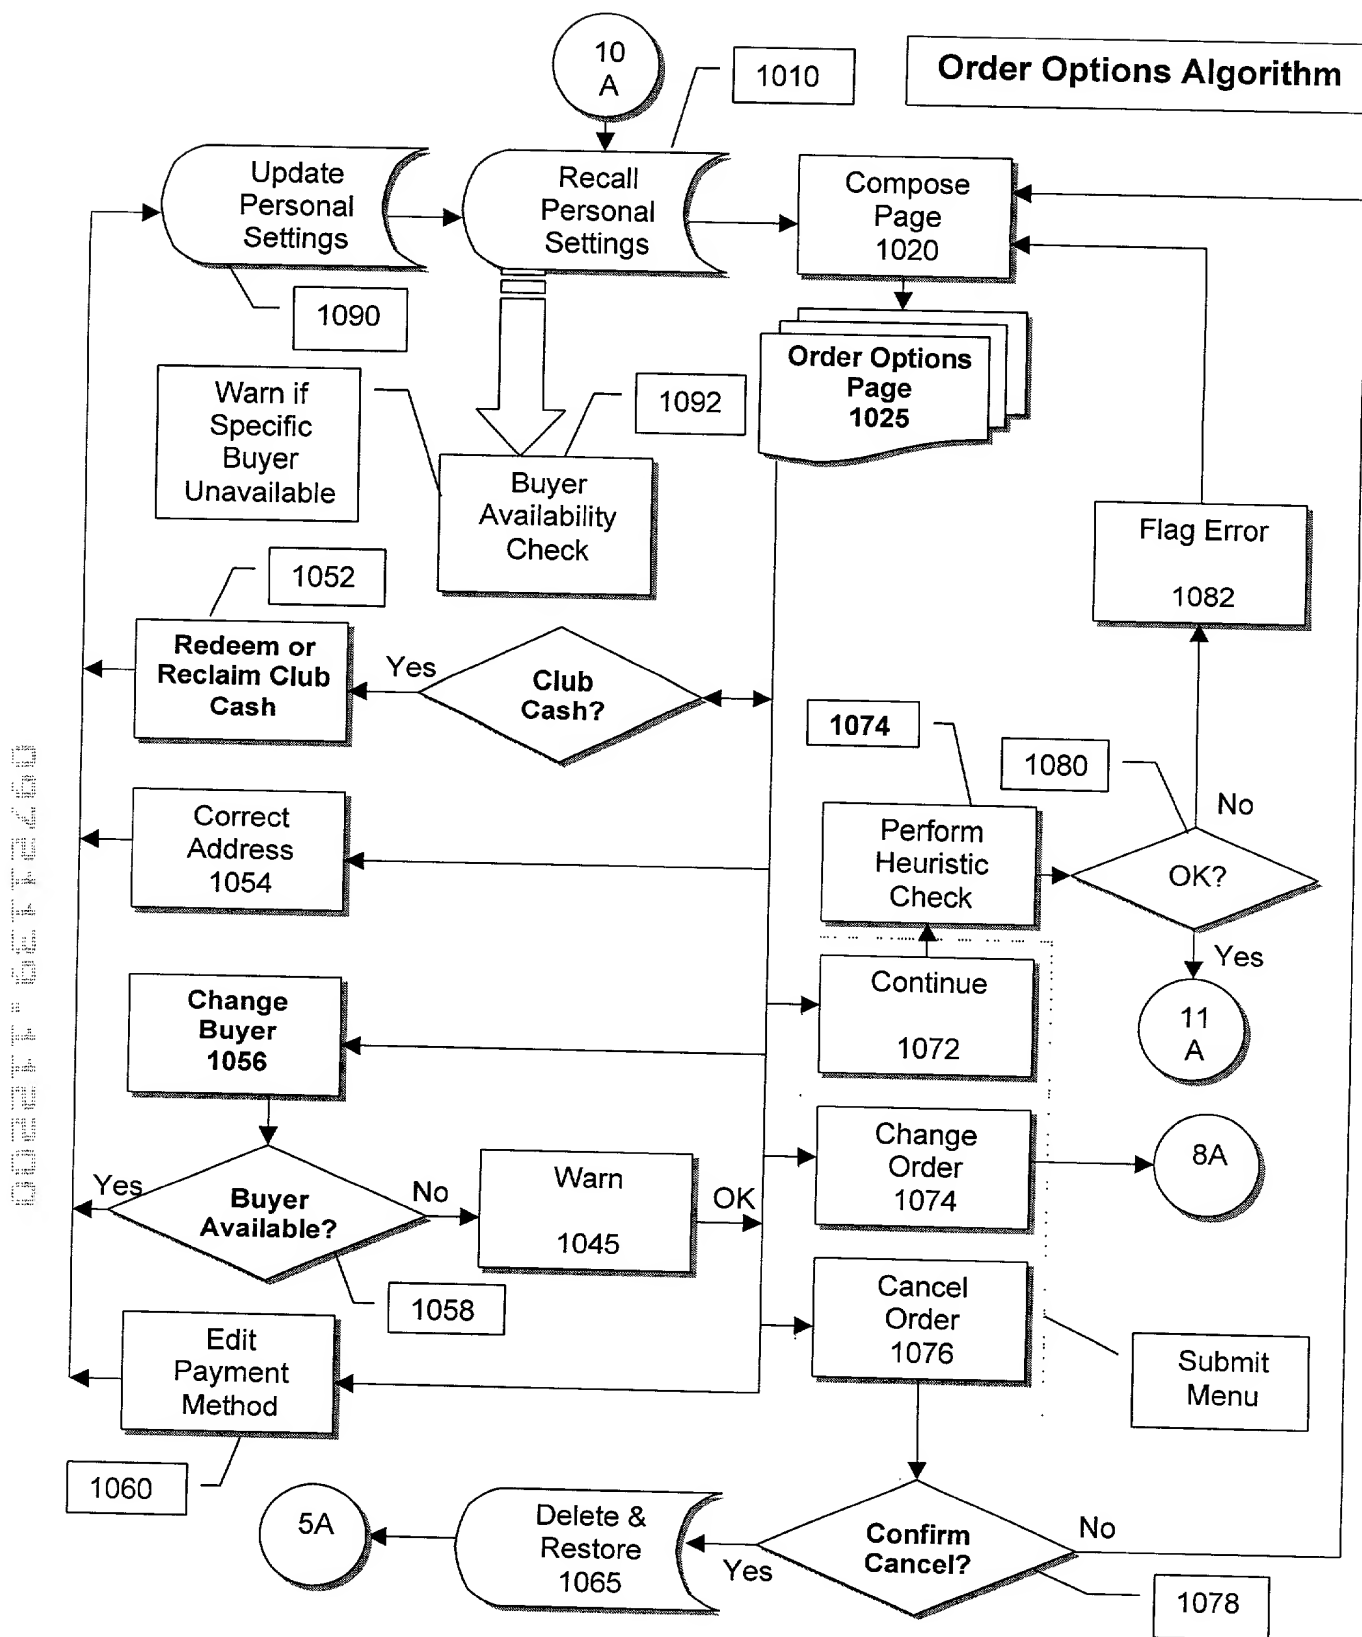 10
A
1010
Order Options Algorithm
Update
Personal
Settings
Recall
Personal
Settings
Compose
Page
1020
1090
Order Options
Page
1025
Warn if
Specific
Buyer
Unavailable
1092
Buyer
Availability
Check
Flag Error
1082
1052
Redeem or
Reclaim Club
Cash
Yes
Club
Cash?
1074
1080
No
Correct
Address
1054
Perform
Heuristic
Check
OK?
Yes
Continue
1072
11
A
Change
Buyer
1056
Change
Order
1074
8A
Yes
Buyer
Available?
No
Warn
1045
OK
1058
Cancel
Order
1076
Submit
Menu
Edit
Payment
Method
1060
5A
Delete &
Restore
1065
Yes
Confirm
Cancel?
No
1078